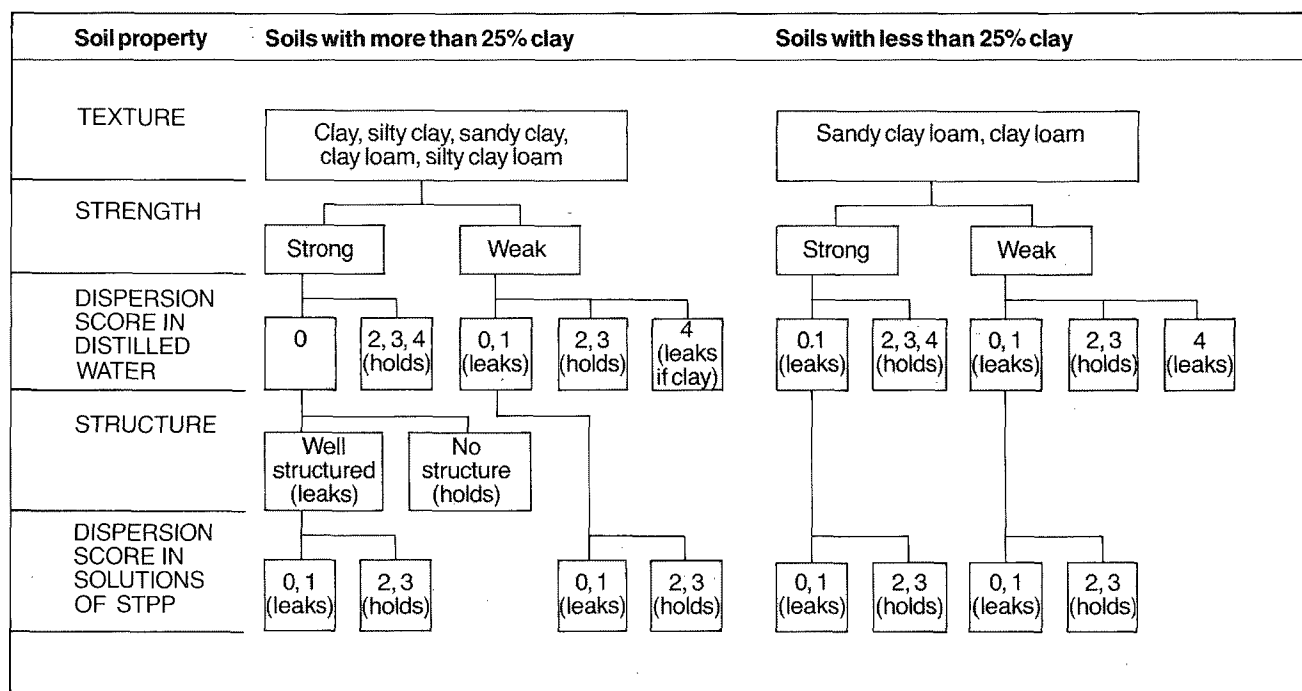 Soil property
Soils with more than 25% clay
Soils with less than 25% clay
TEXTURE
Clay, silty clay, sandy clay,
clay loam, silty clay loam
Sandy clay loam, clay loam
STRENGTH
Strong
Weak
Strong
Weak
DISPERSION
SCORE IN
DISTILLED
WATER
0
2, 3, 4
(holds)
0, 1
(leaks)
2, 3
(holds)
4
(leaks
if clay)
0.1
(leaks)
2, 3, 4
(holds)
0, 1
(leaks)
2, 3
(holds)
4
(leaks)
STRUCTURE
Well
structured
(leaks)
No
structure
(holds)
DISPERSION
SCORE IN
SOLUTIONS
OF STPP
0, 1
(leaks)
2, 3
(holds)
0, 1
(leaks)
2, 3
(holds)
0, 1
(leaks)
2, 3
(holds)
0, 1
(leaks)
2, 3
(holds)